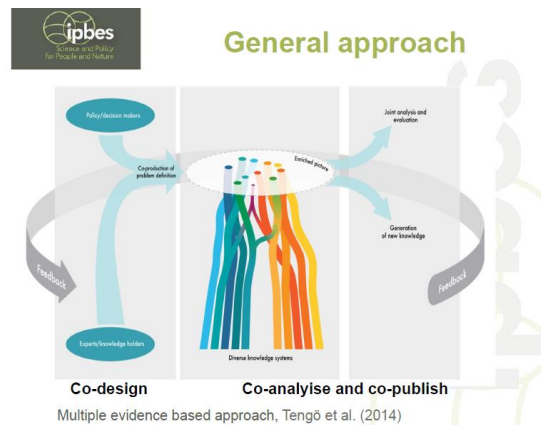 ipbes
Science and Policy
for People and Nature
General approach
Policy/decision makers
Co-production of
problem definition
Enriched picture
Joint analysis and
evaluation
Generation
of new knowledge
Feedback
Feedback
Experts/knowledge holders
Diverse knowledge systems
Co-design
Co-analyise and co-publish
Multiple evidence based approach, Tengö et al. (2014)
ipbes